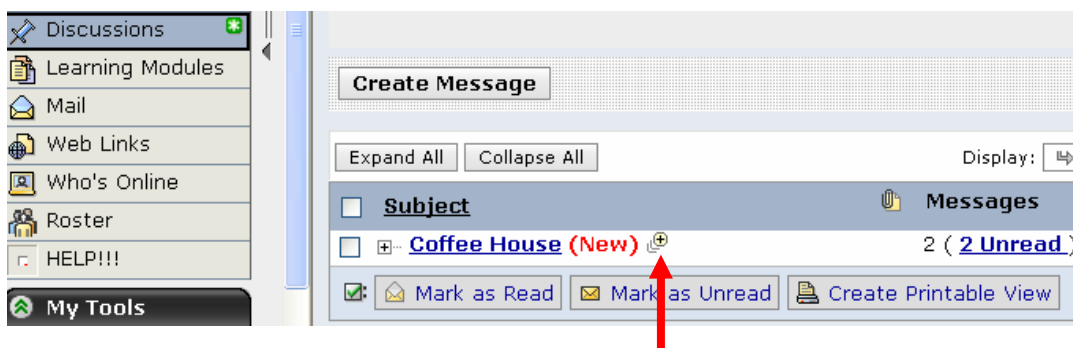 Discussions
Learning Modules
Mail
Web Links
Who's Online
Roster
HELP!!!
My Tools
Create Message
Expand All Collapse All Display:
Subject Messages
Coffee House (New) 2 ( 2 Unread )
Mark as Read Mark as Unread Create Printable View